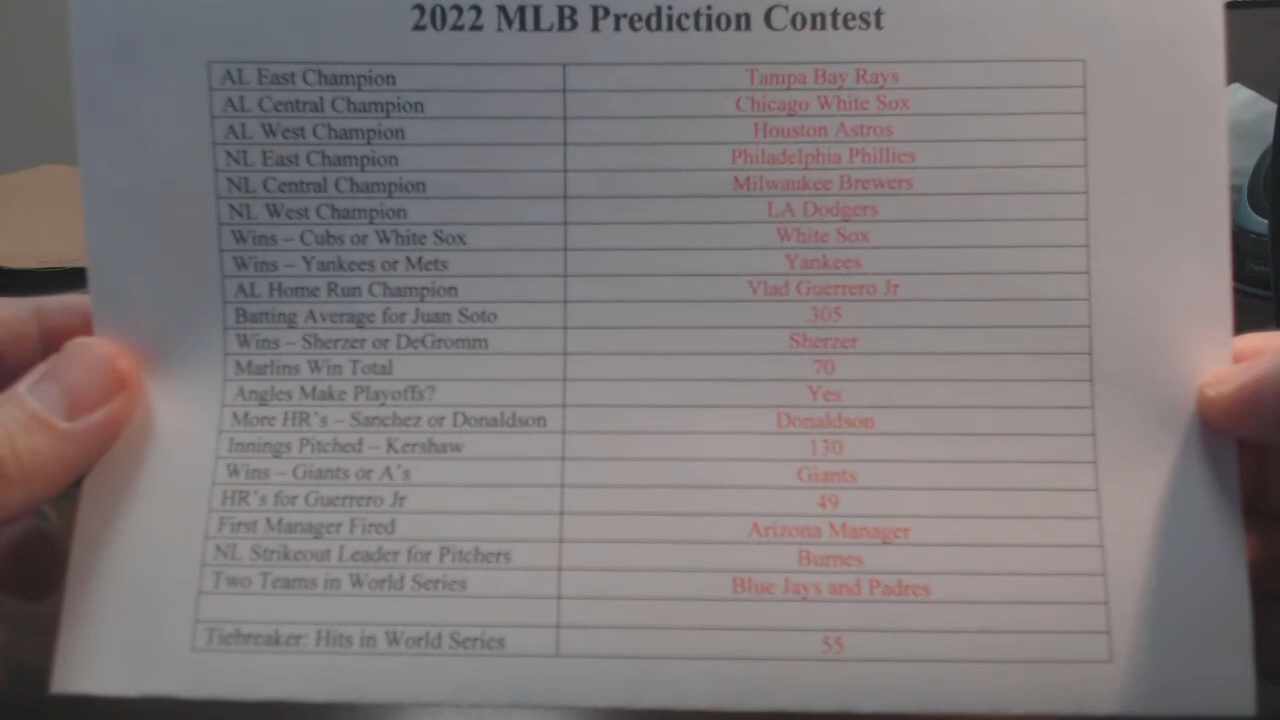 2022 MLB Prediction Contest
AL East Champion Tampa Bay Rays
AL Central Champion Chicago White Sox
AL West Champion Houston Astros
NL East Champion Philadelphia Phillies
NL Central Champion Milwaukee Brewers
NL West Champion LA Dodgers
Wins – Cubs or White Sox White Sox
Wins – Yankees or Mets Yankees
AL Home Run Champion Vlad Guerrero Jr
Batting Average for Juan Soto .305
Wins – Sherzer or DeGromm Sherzer
Marlins Win Total 70
Angles Make Playoffs? Yes
More HR's – Sanchez or Donaldson Donaldson
Innings Pitched – Kershaw 130
Wins – Giants or A's Giants
HR's for Guerrero Jr 49
First Manager Fired Arizona Manager
NL Strikeout Leader for Pitchers Burnes
Two Teams in World Series Blue Jays and Padres
Tiebreaker: Hits in World Series 55